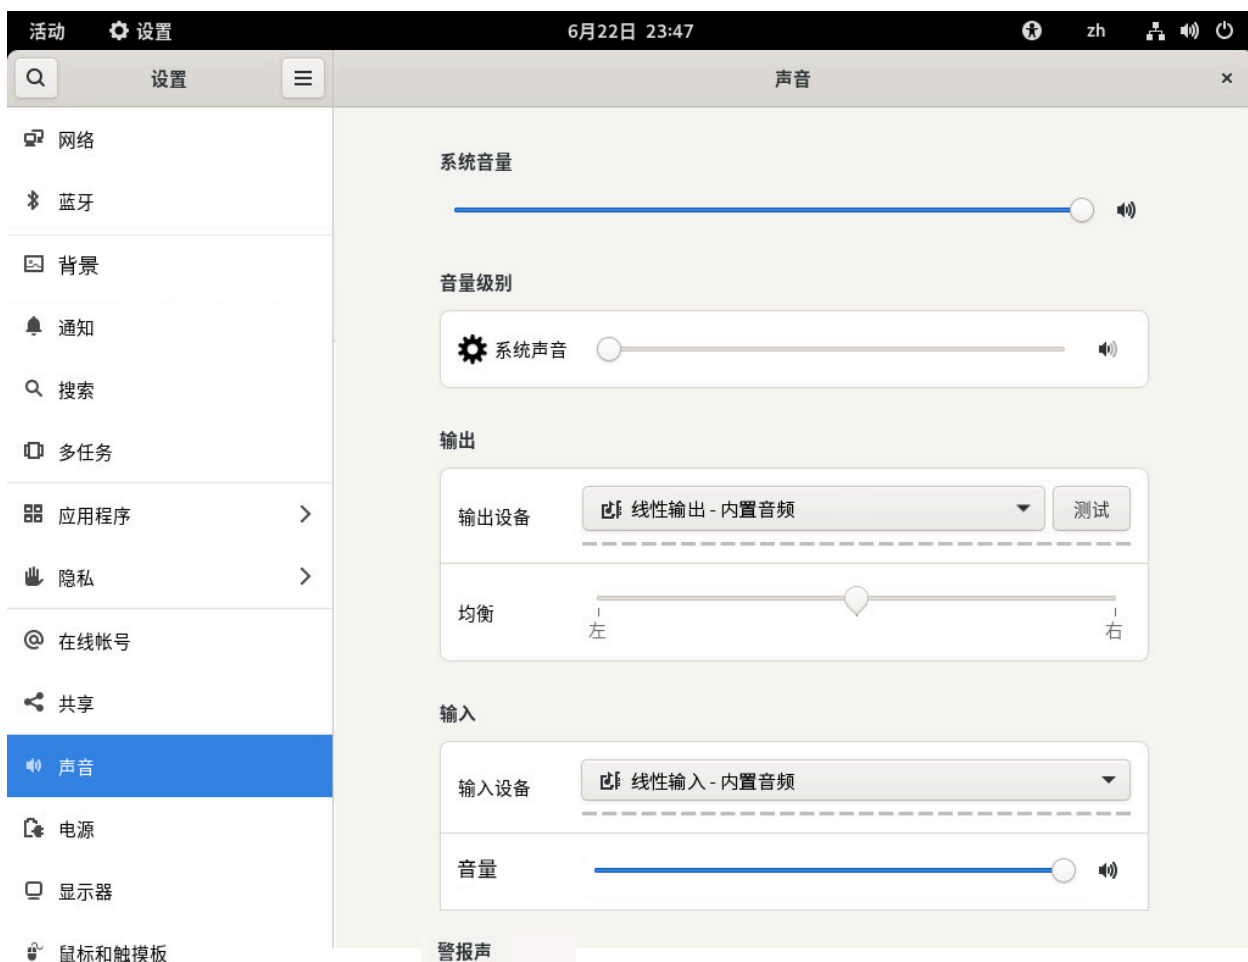 活动 设置 6月22日 23:47 zh
设置 声音
网络
蓝牙
背景
通知
搜索
多任务
应用程序
隐私
在线帐号
共享
声音
电源
显示器
鼠标和触摸板
系统音量
音量级别
系统声音
输出
输出设备 线性输出 - 内置音频 测试
均衡
左 右
输入
输入设备 线性输入 - 内置音频
音量
警报声